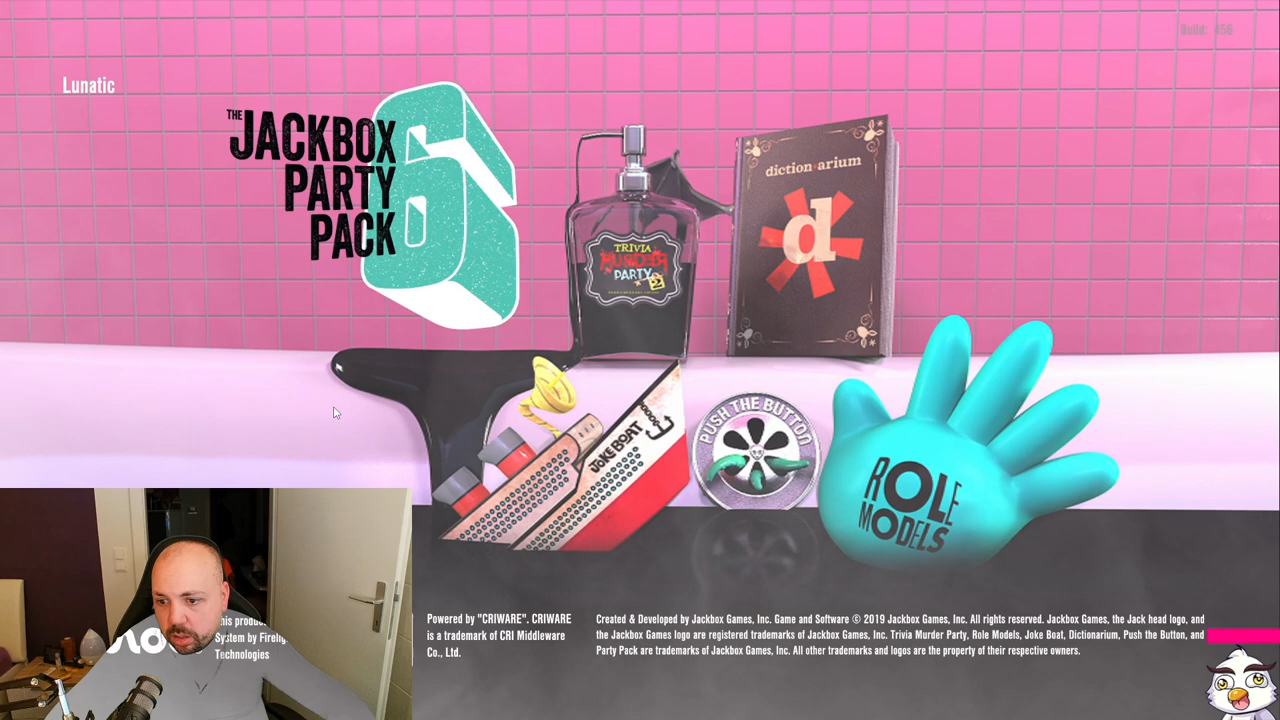 Build: 456
Lunatic
THE
JACKBOX
PARTY
PACK
6
TRIVIA
MURDER
PARTY
2
diction•arium
d
JOKE BOAT
PUSH THE BUTTON
ROLE
MODELS
System by Firelig
Technologies
Powered by "CRIWARE". CRIWARE
is a trademark of CRI Middleware
Co., Ltd.
Created & Developed by Jackbox Games, Inc. Game and Software © 2019 Jackbox Games, Inc. All rights reserved. Jackbox Games, the Jack head logo, and
the Jackbox Games logo are registered trademarks of Jackbox Games, Inc. Trivia Murder Party, Role Models, Joke Boat, Dictionarium, Push the Button, and
Party Pack are trademarks of Jackbox Games, Inc. All other trademarks and logos are the property of their respective owners.